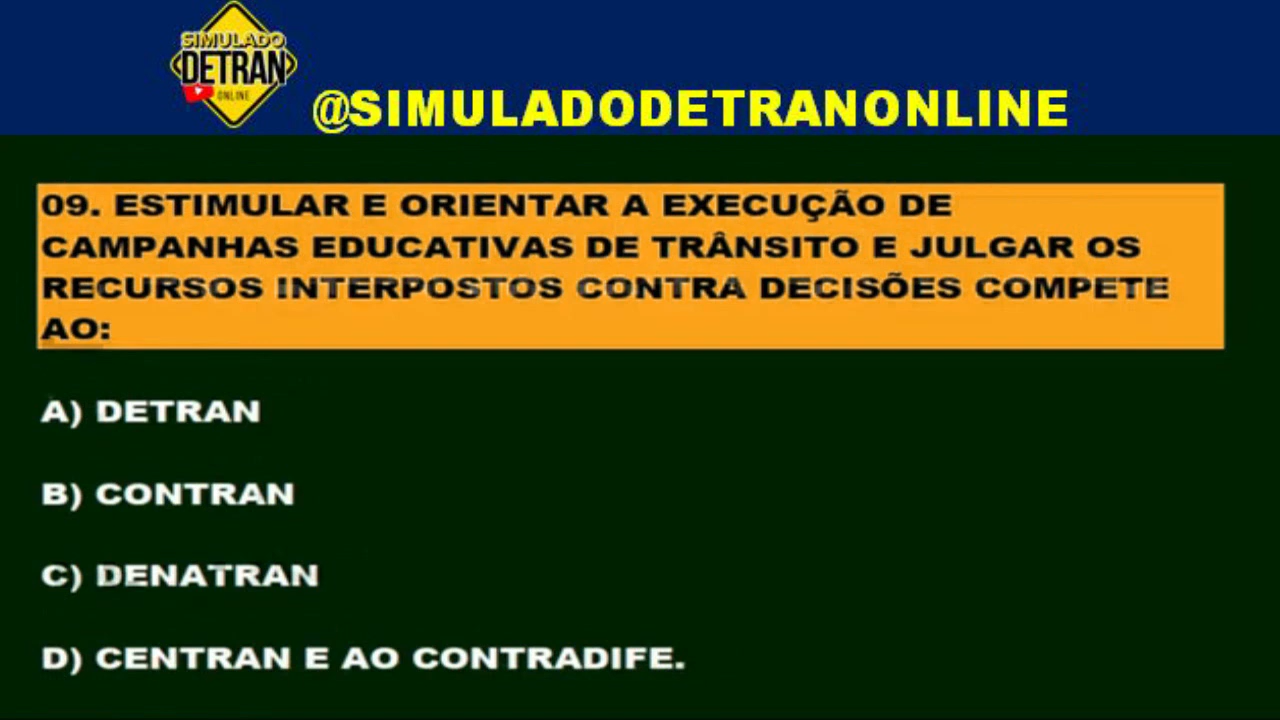 SIMULADO
DETRAN
ONLINE
@SIMULADODETRANONLINE
09. ESTIMULAR E ORIENTAR A EXECUÇÃO DE
CAMPANHAS EDUCATIVAS DE TRÂNSITO E JULGAR OS
RECURSOS INTERPOSTOS CONTRA DECISÕES COMPETE
AO:
A) DETRAN
B) CONTRAN
C) DENATRAN
D) CENTRAN E AO CONTRADIFE.